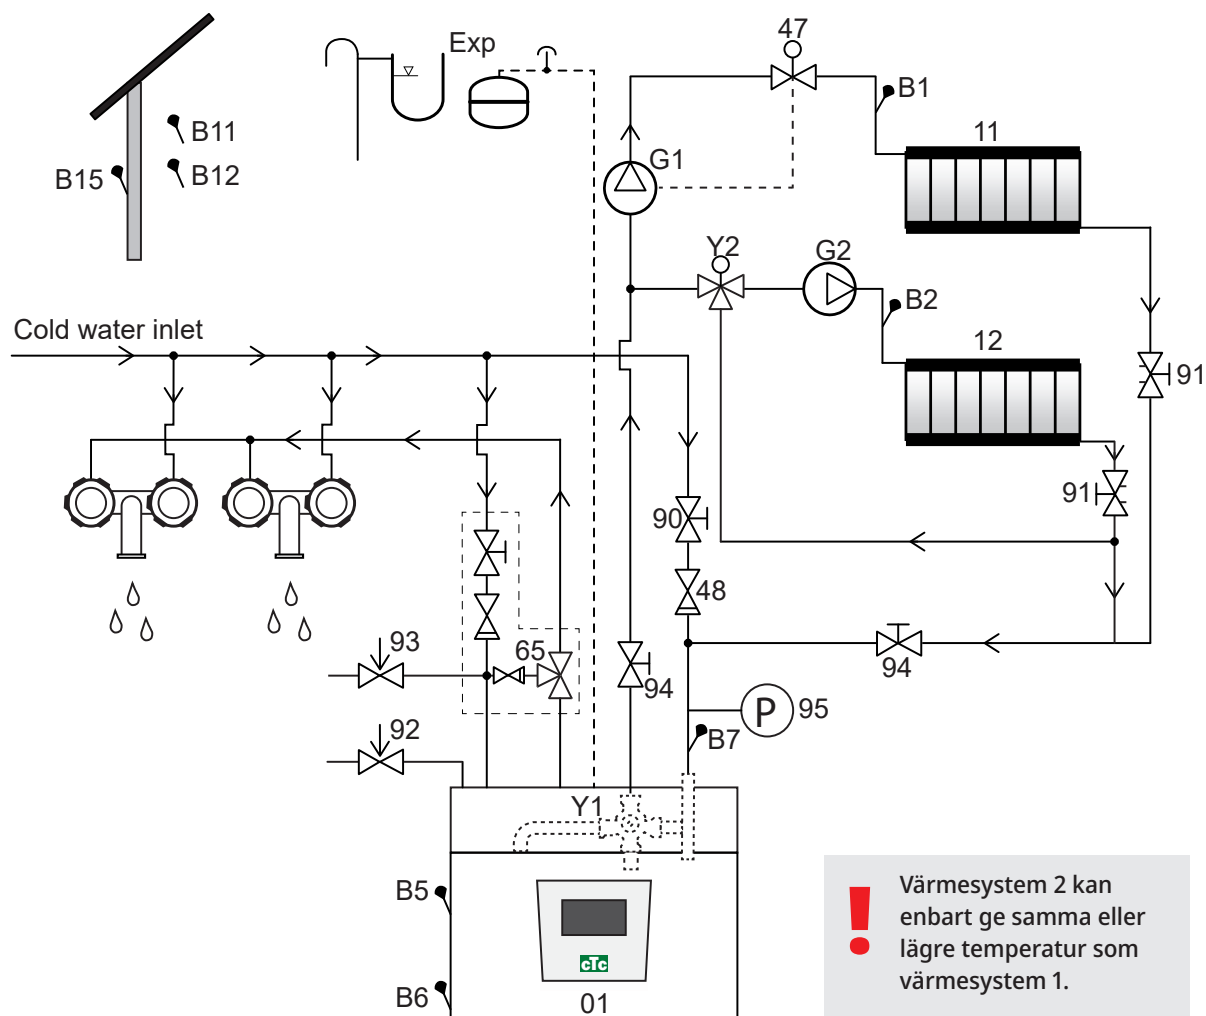 47
Exp
B1
B11
11
G1
B12
B15
Y2
G2
B2
Cold water inlet
12
91
91
90
48
93
65
94
94
P
95
92
B7
Y1
B5
cTc
B6
01
!
Värmesystem 2 kan
enbart ge samma eller
lägre temperatur som
värmesystem 1.